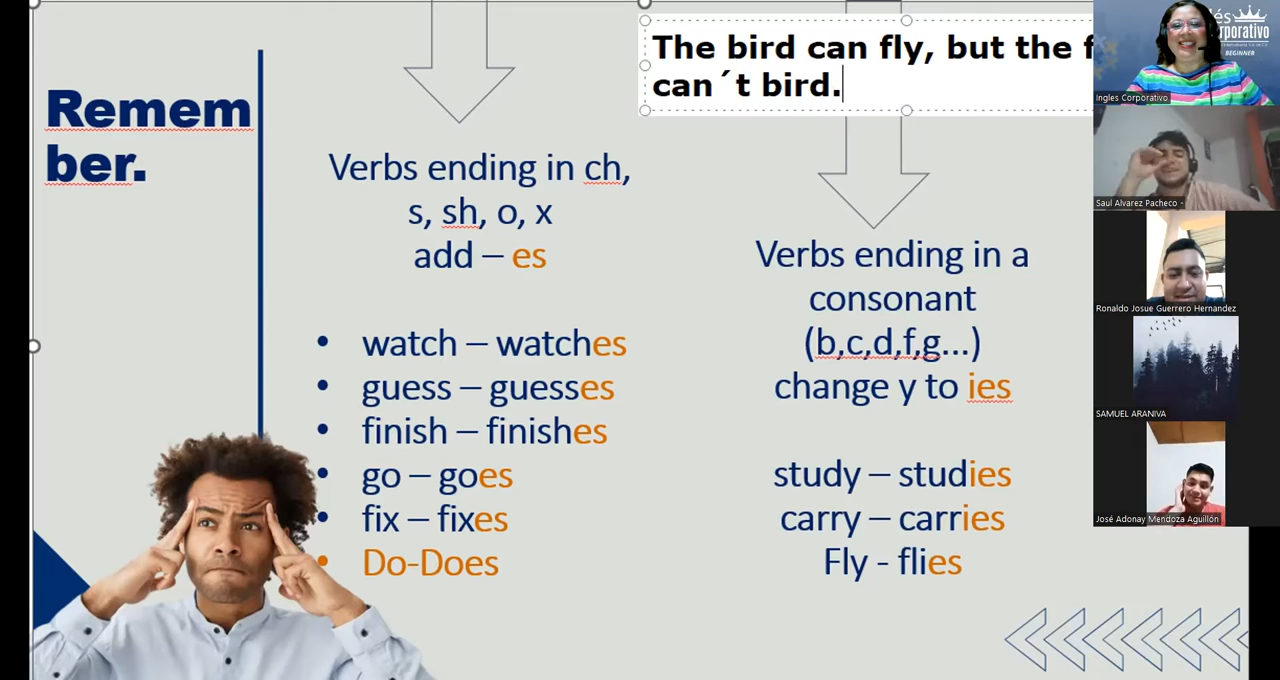 Remem
ber.
Verbs ending in ch,
s, sh, o, x
add – es
watch – watches
guess – guesses
finish – finishes
go – goes
fix – fixes
Do-Does
The bird can fly, but the f
can´t bird.
Verbs ending in a
consonant
(b,c,d,f,g...)
change y to ies
study – studies
carry – carries
Fly - flies
BEGINNER
Ingles Corporativo
Saul Alvarez Pacheco -
Ronaldo Josue Guerrero Hernandez
SAMUEL ARANIVA
José Adonay Mendoza Aguillón